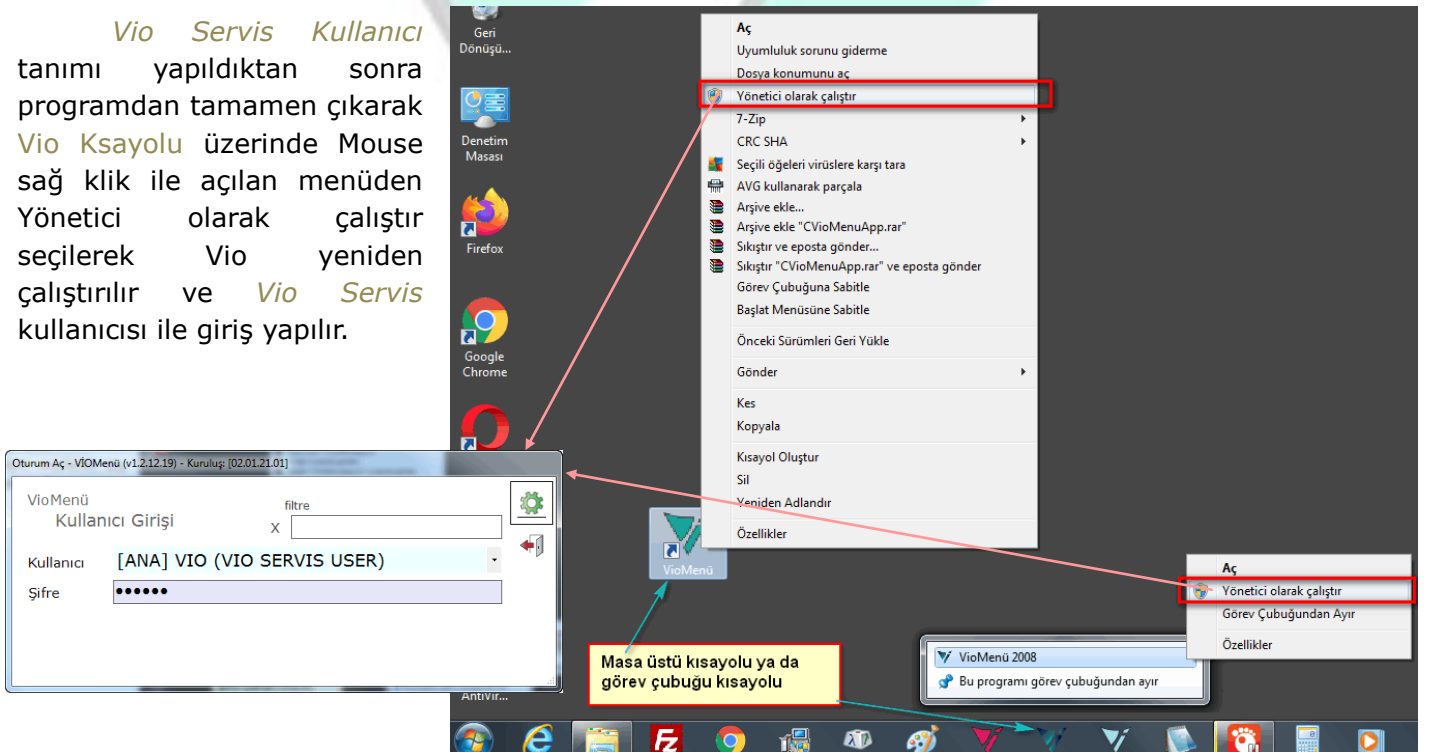 Vio Servis Kullanıcı
tanımı yapıldıktan sonra
programdan tamamen çıkarak
Vio Ksayolu üzerinde Mouse
sağ klik ile açılan menüden
Yönetici olarak çalıştır
seçilerek Vio yeniden
çalıştırılır ve Vio Servis
kullanıcısı ile giriş yapılır.
Geri
Dönüşü...
Denetim
Masası
Firefox
Google
Chrome
AntiVir...
Aç
Uyumluluk sorunu giderme
Dosya konumunu aç
Yönetici olarak çalıştır
7-Zip
CRC SHA
Seçili öğeleri virüslere karşı tara
AVG kullanarak parçala
Arşive ekle...
Arşive ekle "CVioMenuApp.rar"
Sıkıştır ve eposta gönder...
Sıkıştır "CVioMenuApp.rar" ve eposta gönder
Görev Çubuğuna Sabitle
Başlat Menüsüne Sabitle
Önceki Sürümleri Geri Yükle
Gönder
Kes
Kopyala
Kısayol Oluştur
Sil
Yeniden Adlandır
Özellikler
Oturum Aç - VİOMenü (v1.2.12.19) - Kuruluş: [02.01.21.01]
VioMenü
Kullanıcı Girişi
filtre
X
Kullanıcı [ANA] VIO (VIO SERVIS USER)
Şifre ••••••
VioMenü
Masa üstü kısayolu ya da
görev çubuğu kısayolu
Aç
Yönetici olarak çalıştır
Görev Çubuğundan Ayır
Özellikler
VioMenü 2008
Bu programı görev çubuğundan ayır